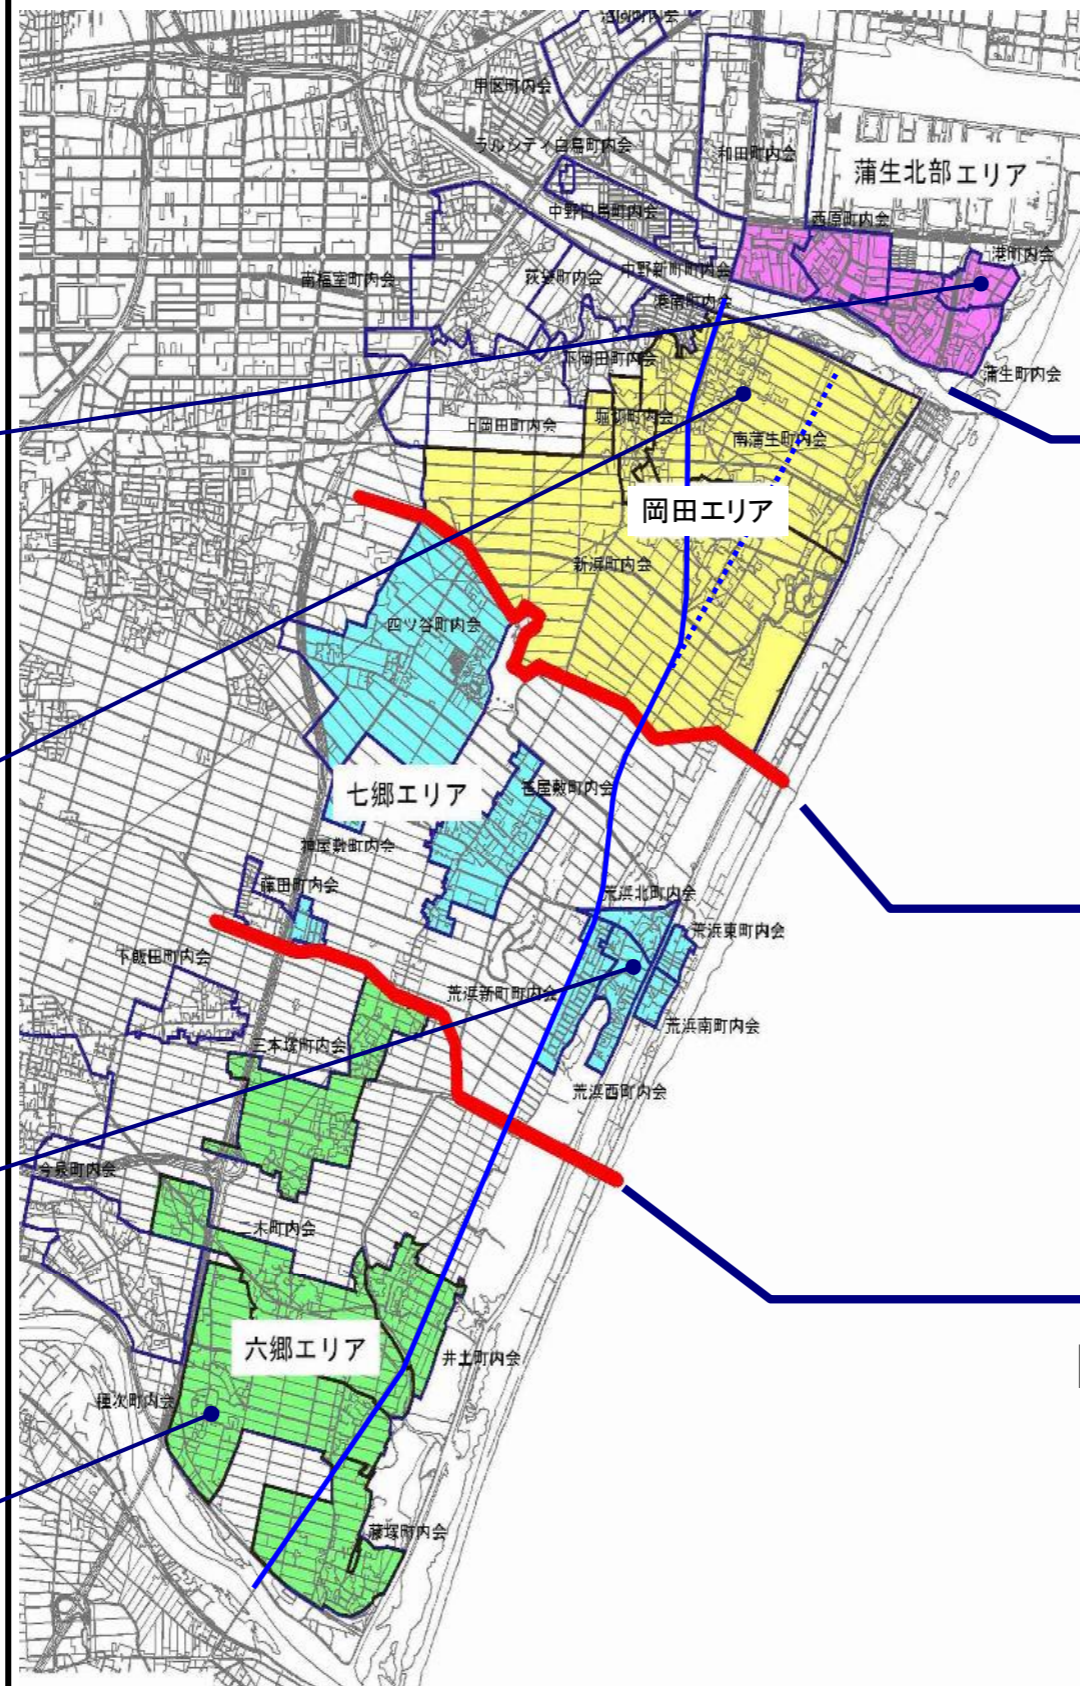 田区町内会
ラルシティ白鳥町内会
和田町内会
蒲生北部エリア
中野白鳥町内会
西原町内会
港町内会
南福室町内会
萩袋町内会
中野新町町内会
港南町内会
下岡田町内会
蒲生町内会
上岡田町内会
堀切町内会
南蒲生町内会
岡田エリア
新浜町内会
四ツ谷町内会
七郷エリア
笹屋敷町内会
神屋敷町内会
藤田町内会
荒浜北町内会
荒浜東町内会
下飯田町内会
荒浜新町町内会
荒浜南町内会
三本塚町内会
荒浜西町内会
今泉町内会
二木町内会
六郷エリア
井土町内会
種次町内会
藤塚町内会